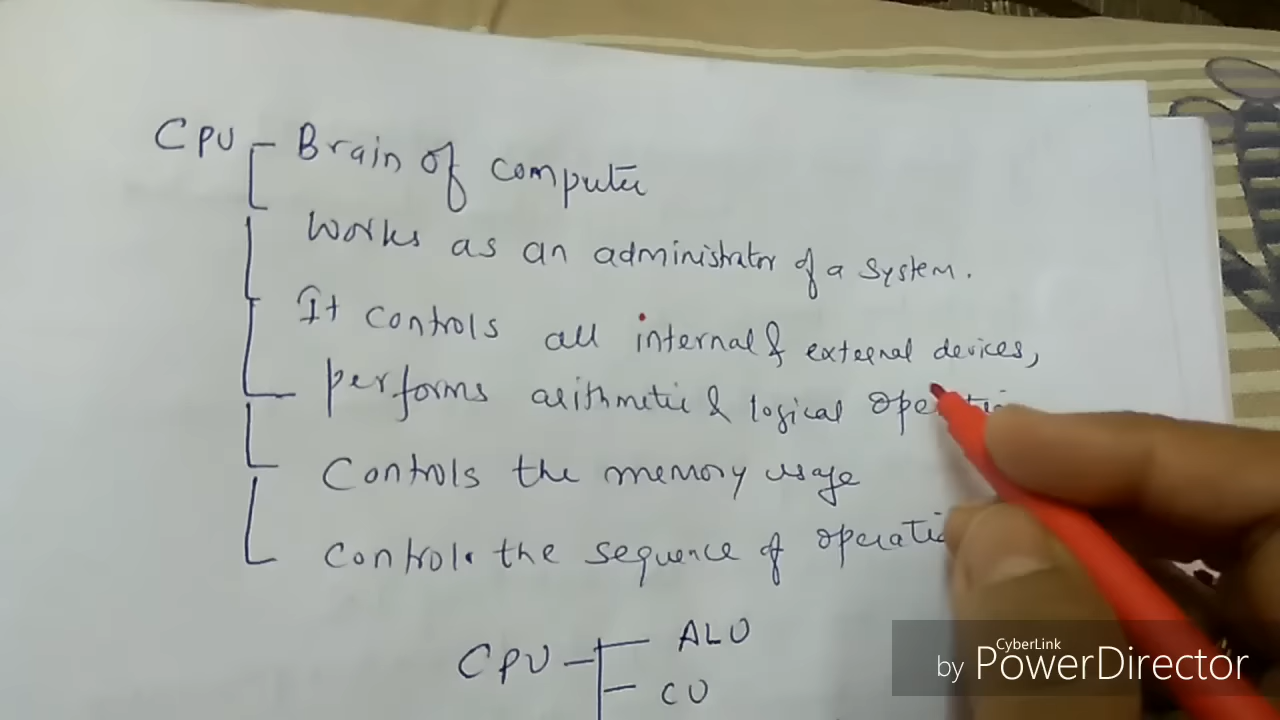 CPU - Brain of computer
Works as an administrator of a system.
It controls all internal & external devices,
performs arithmetic & logical
Controls the memory usage
Control. the sequence of
CPU - ALU
CU
CyberLink
by PowerDirector